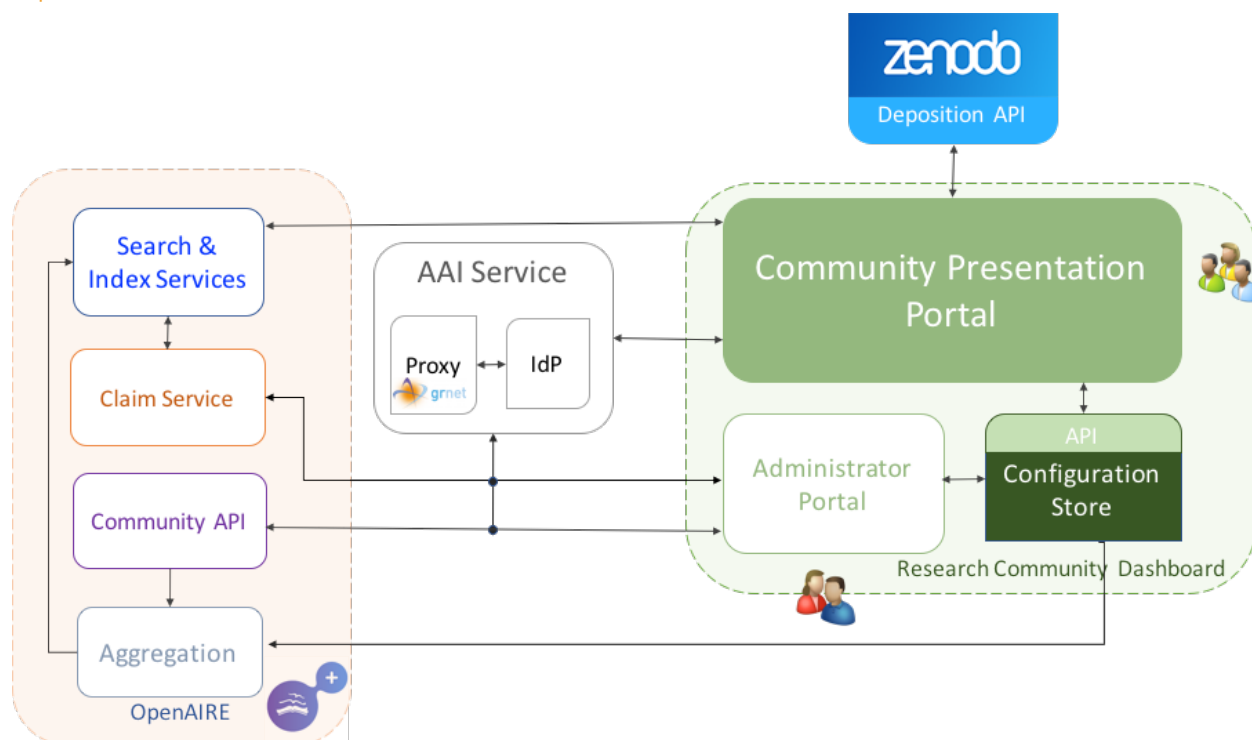 zenodo
Deposition API
Search &
Index Services
Claim Service
Community API
Aggregation
OpenAIRE
AAI Service
Proxy
grnet
IdP
Community Presentation
Portal
Administrator
Portal
API
Configuration
Store
Research Community Dashboard